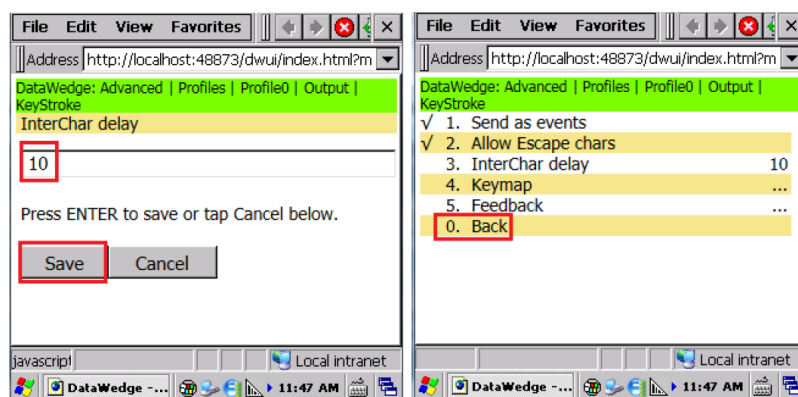 File Edit View Favorites
Address http://localhost:48873/dwui/index.html?m
DataWedge: Advanced | Profiles | Profile0 | Output |
KeyStroke
InterChar delay
10
Press ENTER to save or tap Cancel below.
Save Cancel
javascript
Local intranet
DataWedge -... 11:47 AM
File Edit View Favorites
Address http://localhost:48873/dwui/index.html?m
DataWedge: Advanced | Profiles | Profile0 | Output |
KeyStroke
√ 1. Send as events
√ 2. Allow Escape chars
3. InterChar delay 10
4. Keymap ...
5. Feedback ...
0. Back
Local intranet
DataWedge -... 11:47 AM